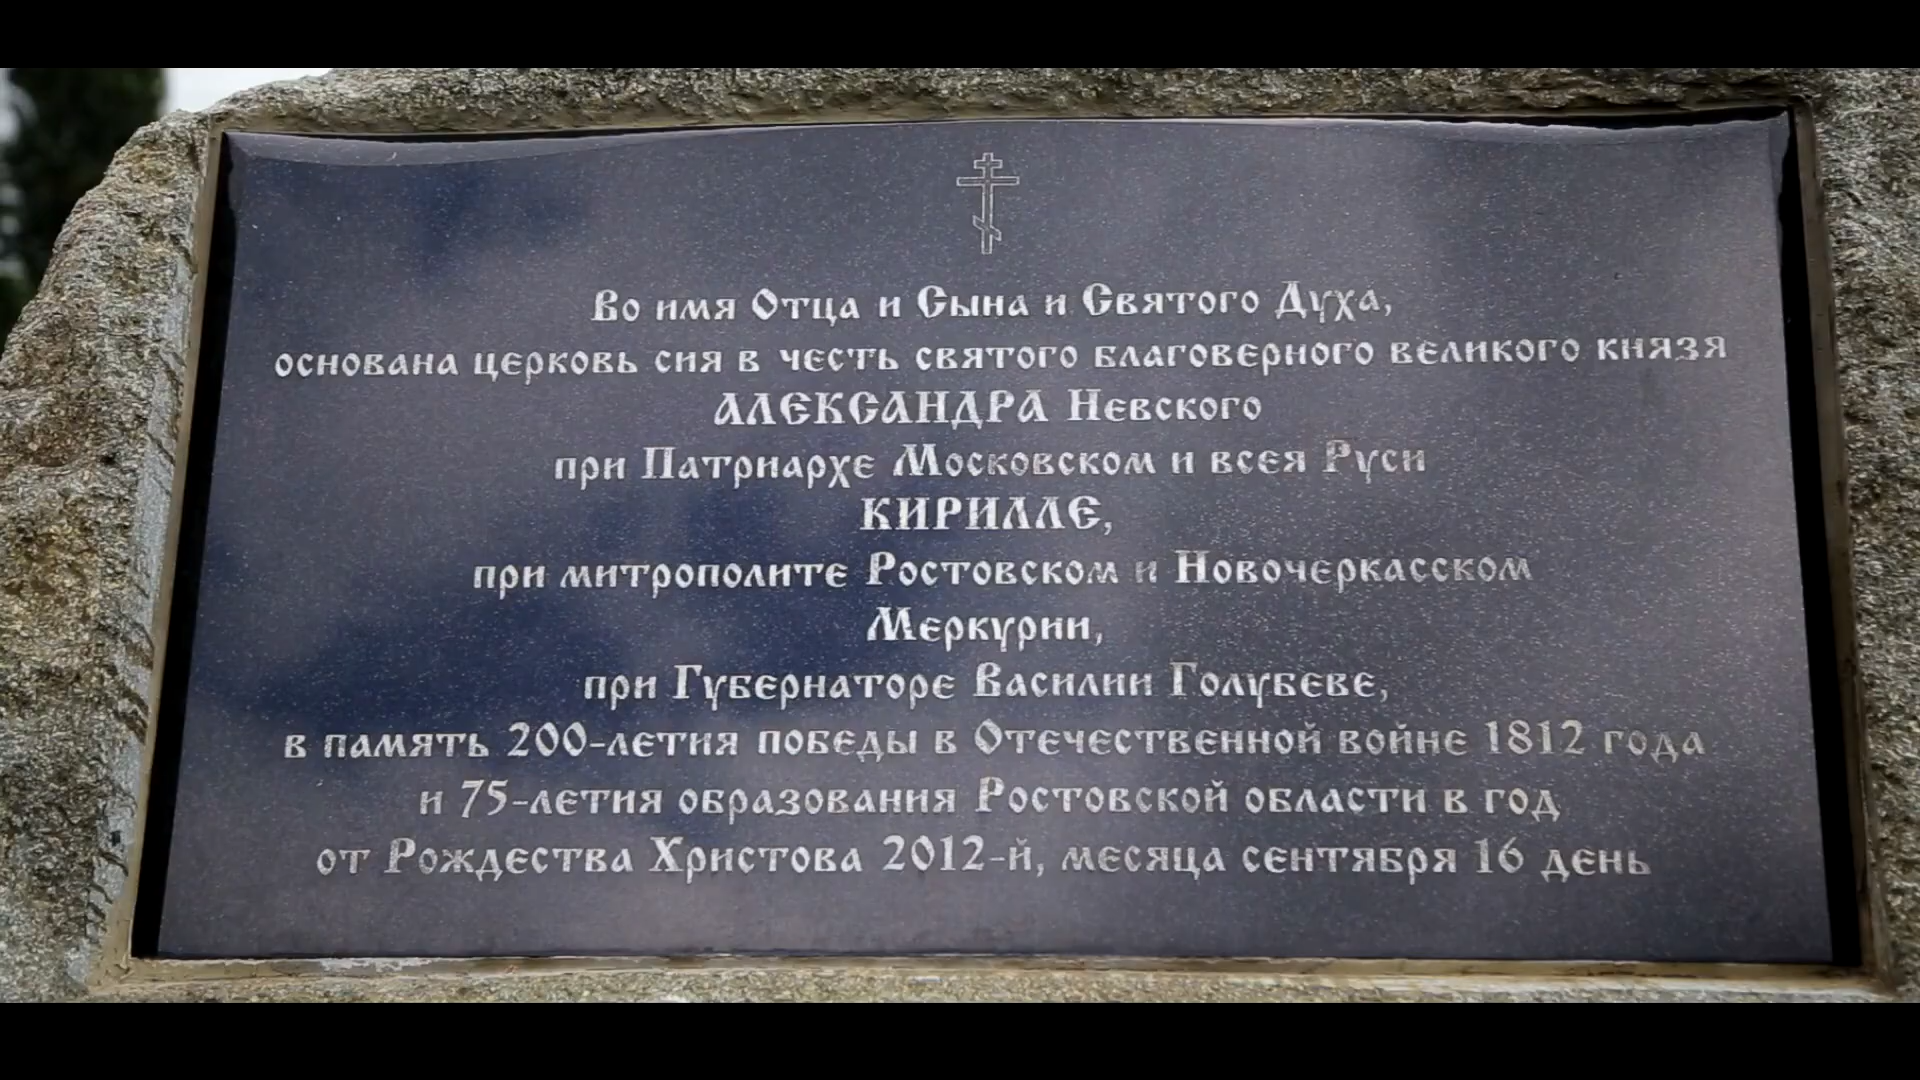 Во имя Отца и Сына и Святого Духа,
основана церковь сия в честь святого благоверного великого князя
АЛЕКСАНДРА Невского
при Патриархе Московском и всея Руси
КИРИЛЛЕ,
при митрополите Ростовском и Новочеркасском
Меркурии,
при Губернаторе Василии Голубеве,
в память 200-летия победы в Отечественной войне 1812 года
и 75-летия образования Ростовской области в год
от Рождества Христова 2012-й, месяца сентября 16 день